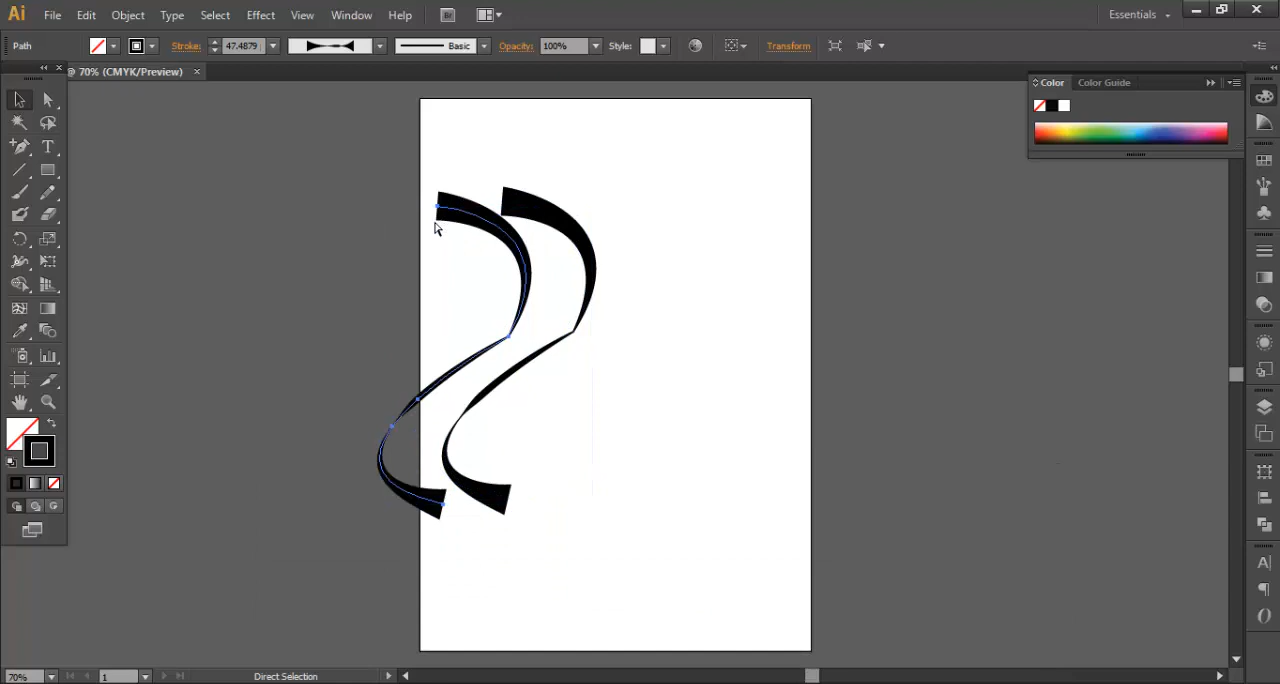 Ai File Edit Object Type Select Effect View Window Help Br Essentials
Path Stroke: 47.4879 Basic Opacity: 100% Style: Transform
@ 70% (CMYK/Preview) ×
Color Color Guide
70% 1 Direct Selection